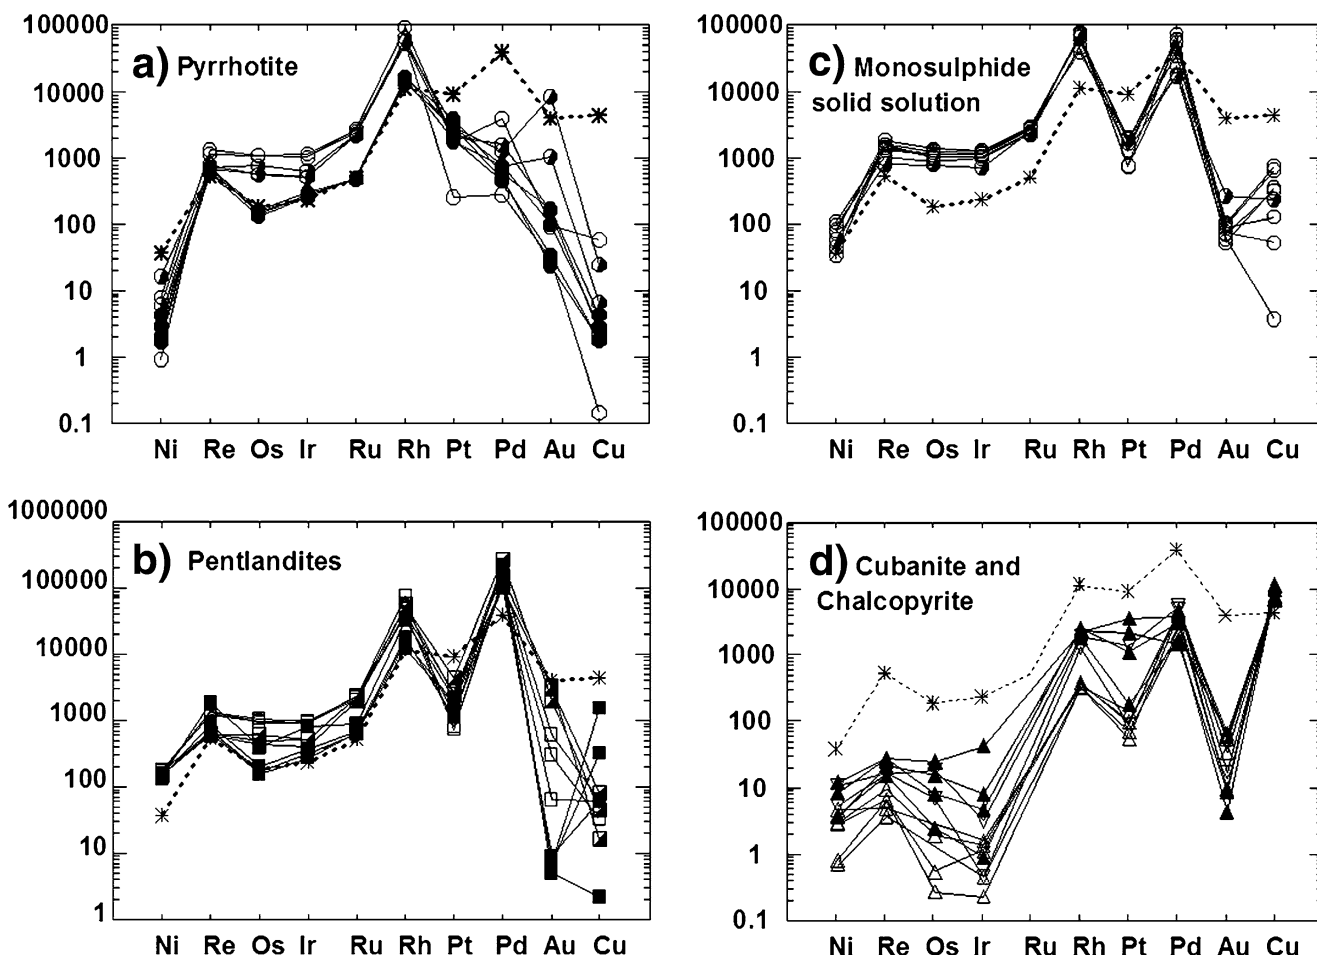 a) Pyrrhotite
100000
10000
1000
100
10
1
0.1
Ni Re Os Ir Ru Rh Pt Pd Au Cu
c) Monosulphide
solid solution
100000
10000
1000
100
10
1
0.1
Ni Re Os Ir Ru Rh Pt Pd Au Cu
b) Pentlandites
1000000
100000
10000
1000
100
10
1
Ni Re Os Ir Ru Rh Pt Pd Au Cu
d) Cubanite and
Chalcopyrite
100000
10000
1000
100
10
1
0.1
Ni Re Os Ir Ru Rh Pt Pd Au Cu